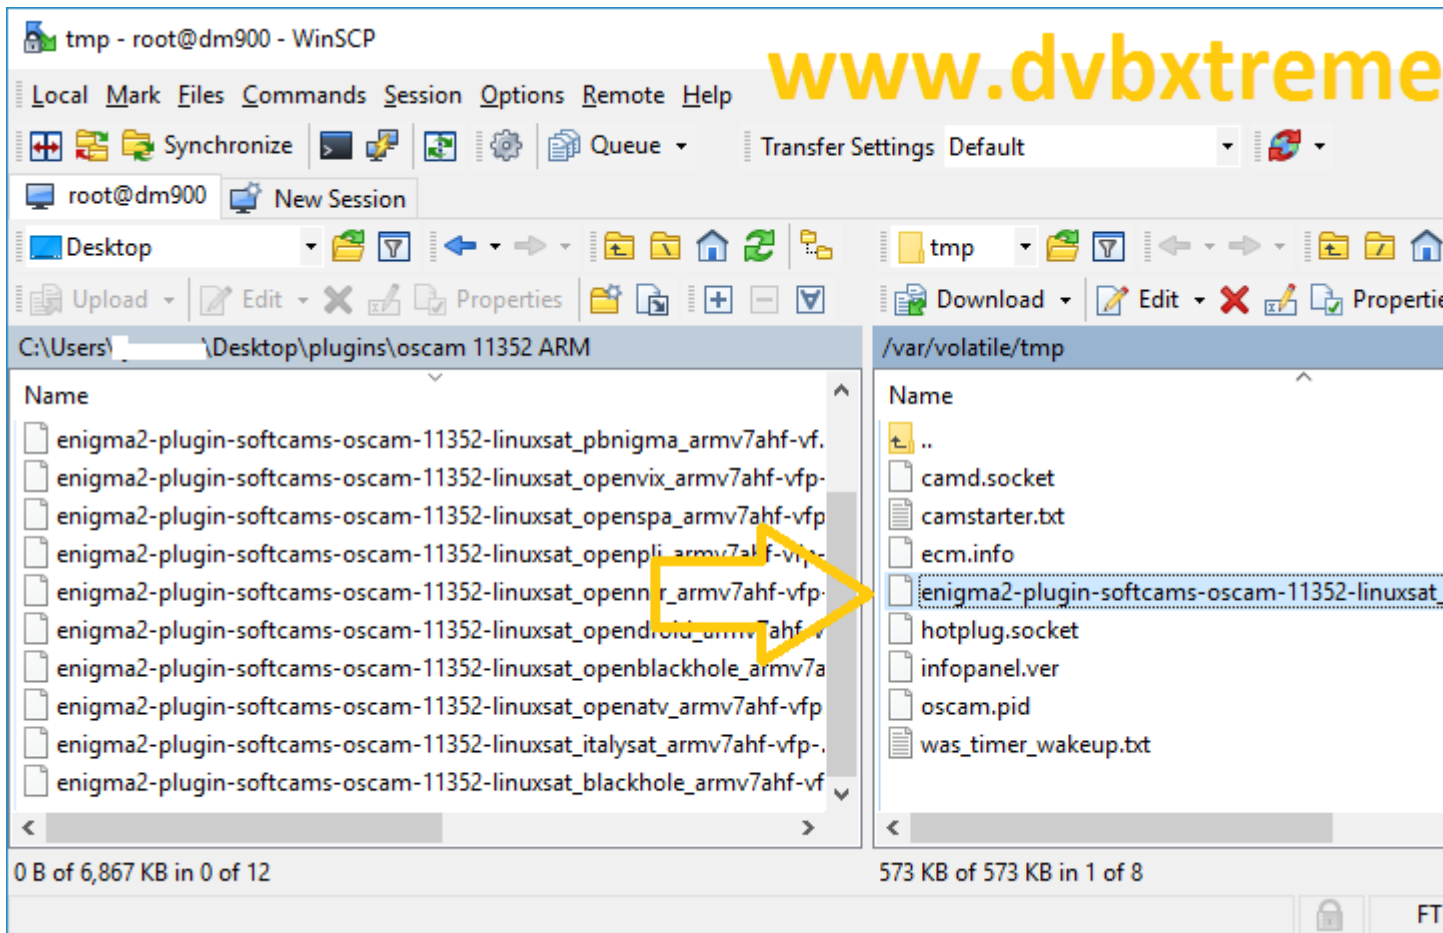 tmp - root@dm900 - WinSCP
www.dvbxtreme
Local Mark Files Commands Session Options Remote Help
Synchronize Queue Transfer Settings Default
root@dm900 New Session
Desktop tmp
Upload Edit Properties Download Edit Propertie
C:\Users\ \Desktop\plugins\oscam 11352 ARM
/var/volatile/tmp
Name
enigma2-plugin-softcams-oscam-11352-linuxsat_pbnigma_armv7ahf-vf.
enigma2-plugin-softcams-oscam-11352-linuxsat_openvix_armv7ahf-vfp-
enigma2-plugin-softcams-oscam-11352-linuxsat_openspa_armv7ahf-vfp
enigma2-plugin-softcams-oscam-11352-linuxsat_openpli_armv7ahf-vfp-
enigma2-plugin-softcams-oscam-11352-linuxsat_openn
r_armv7ahf-vfp-
enigma2-plugin-softcams-oscam-11352-linuxsat_opendroid_armv7ahf-v
enigma2-plugin-softcams-oscam-11352-linuxsat_openblackhole_armv7a
enigma2-plugin-softcams-oscam-11352-linuxsat_openatv_armv7ahf-vfp
enigma2-plugin-softcams-oscam-11352-linuxsat_italysat_armv7ahf-vfp-.
enigma2-plugin-softcams-oscam-11352-linuxsat_blackhole_armv7ahf-vf
0 B of 6,867 KB in 0 of 12
Name
..
camd.socket
camstarter.txt
ecm.info
enigma2-plugin-softcams-oscam-11352-linuxsat_
hotplug.socket
infopanel.ver
oscam.pid
was_timer_wakeup.txt
573 KB of 573 KB in 1 of 8
FT